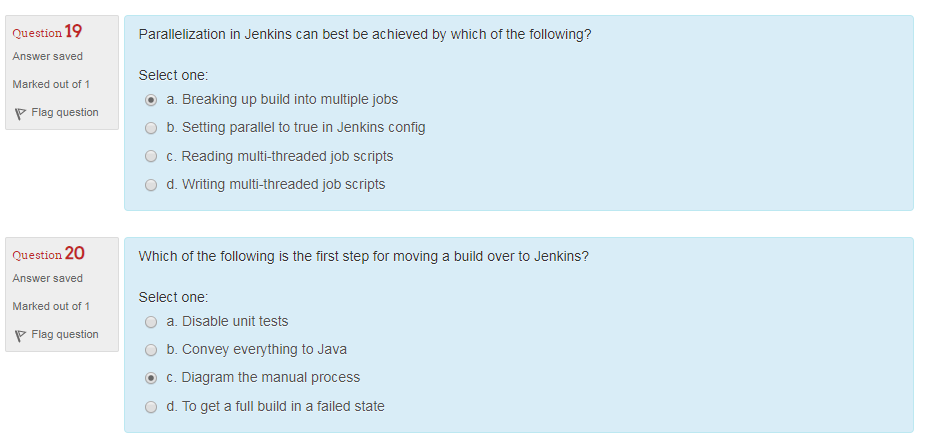 Question 19
Answer saved
Marked out of 1
Flag question
Parallelization in Jenkins can best be achieved by which of the following?
Select one:
a. Breaking up build into multiple jobs
b. Setting parallel to true in Jenkins config
c. Reading multi-threaded job scripts
d. Writing multi-threaded job scripts
Question 20
Answer saved
Marked out of 1
Flag question
Which of the following is the first step for moving a build over to Jenkins?
Select one:
a. Disable unit tests
b. Convey everything to Java
c. Diagram the manual process
d. To get a full build in a failed state